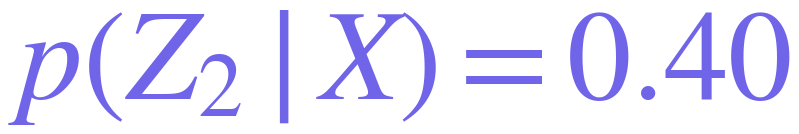 p(Z₂ | X) = 0.40